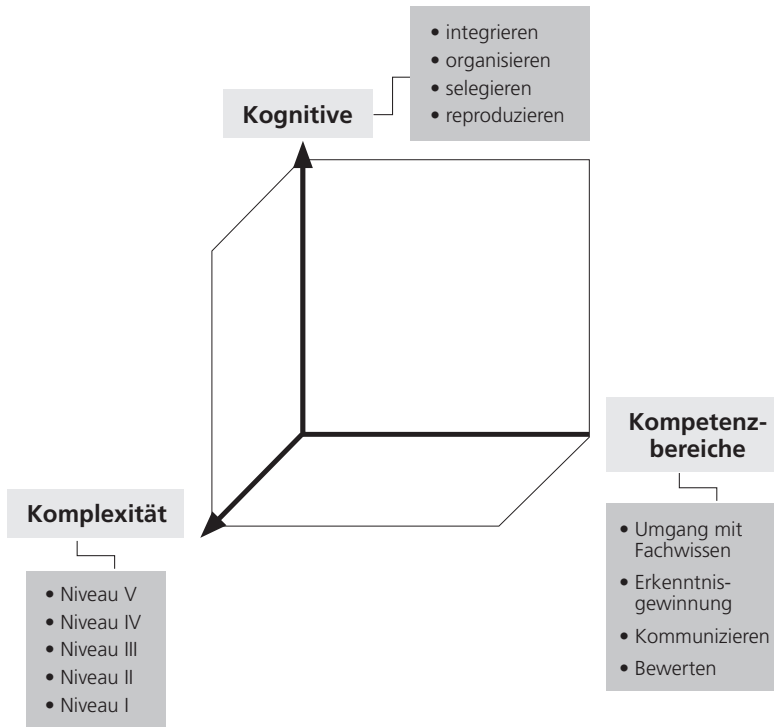 • integrieren
• organisieren
• selegieren
• reproduzieren
Kognitive
Kompetenz-
bereiche
• Umgang mit
Fachwissen
• Erkenntnis-
gewinnung
• Kommunizieren
• Bewerten
Komplexität
• Niveau V
• Niveau IV
• Niveau III
• Niveau II
• Niveau I